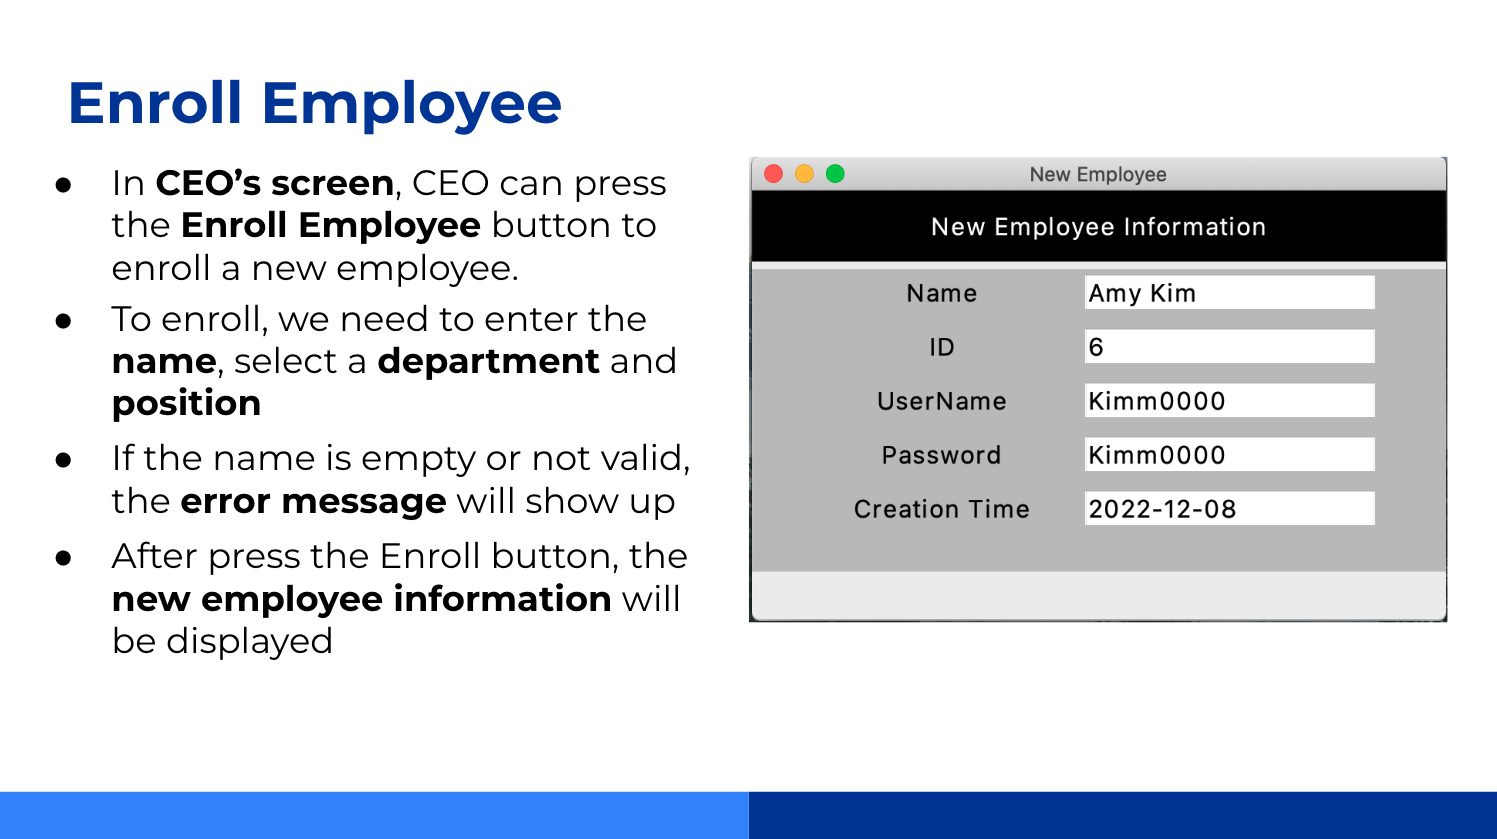 Enroll Employee
● In CEO’s screen, CEO can press
the Enroll Employee button to
enroll a new employee.
● To enroll, we need to enter the
name, select a department and
position
● If the name is empty or not valid,
the error message will show up
● After press the Enroll button, the
new employee information will
be displayed
New Employee
New Employee Information
Name Amy Kim
ID 6
UserName Kimm0000
Password Kimm0000
Creation Time 2022-12-08